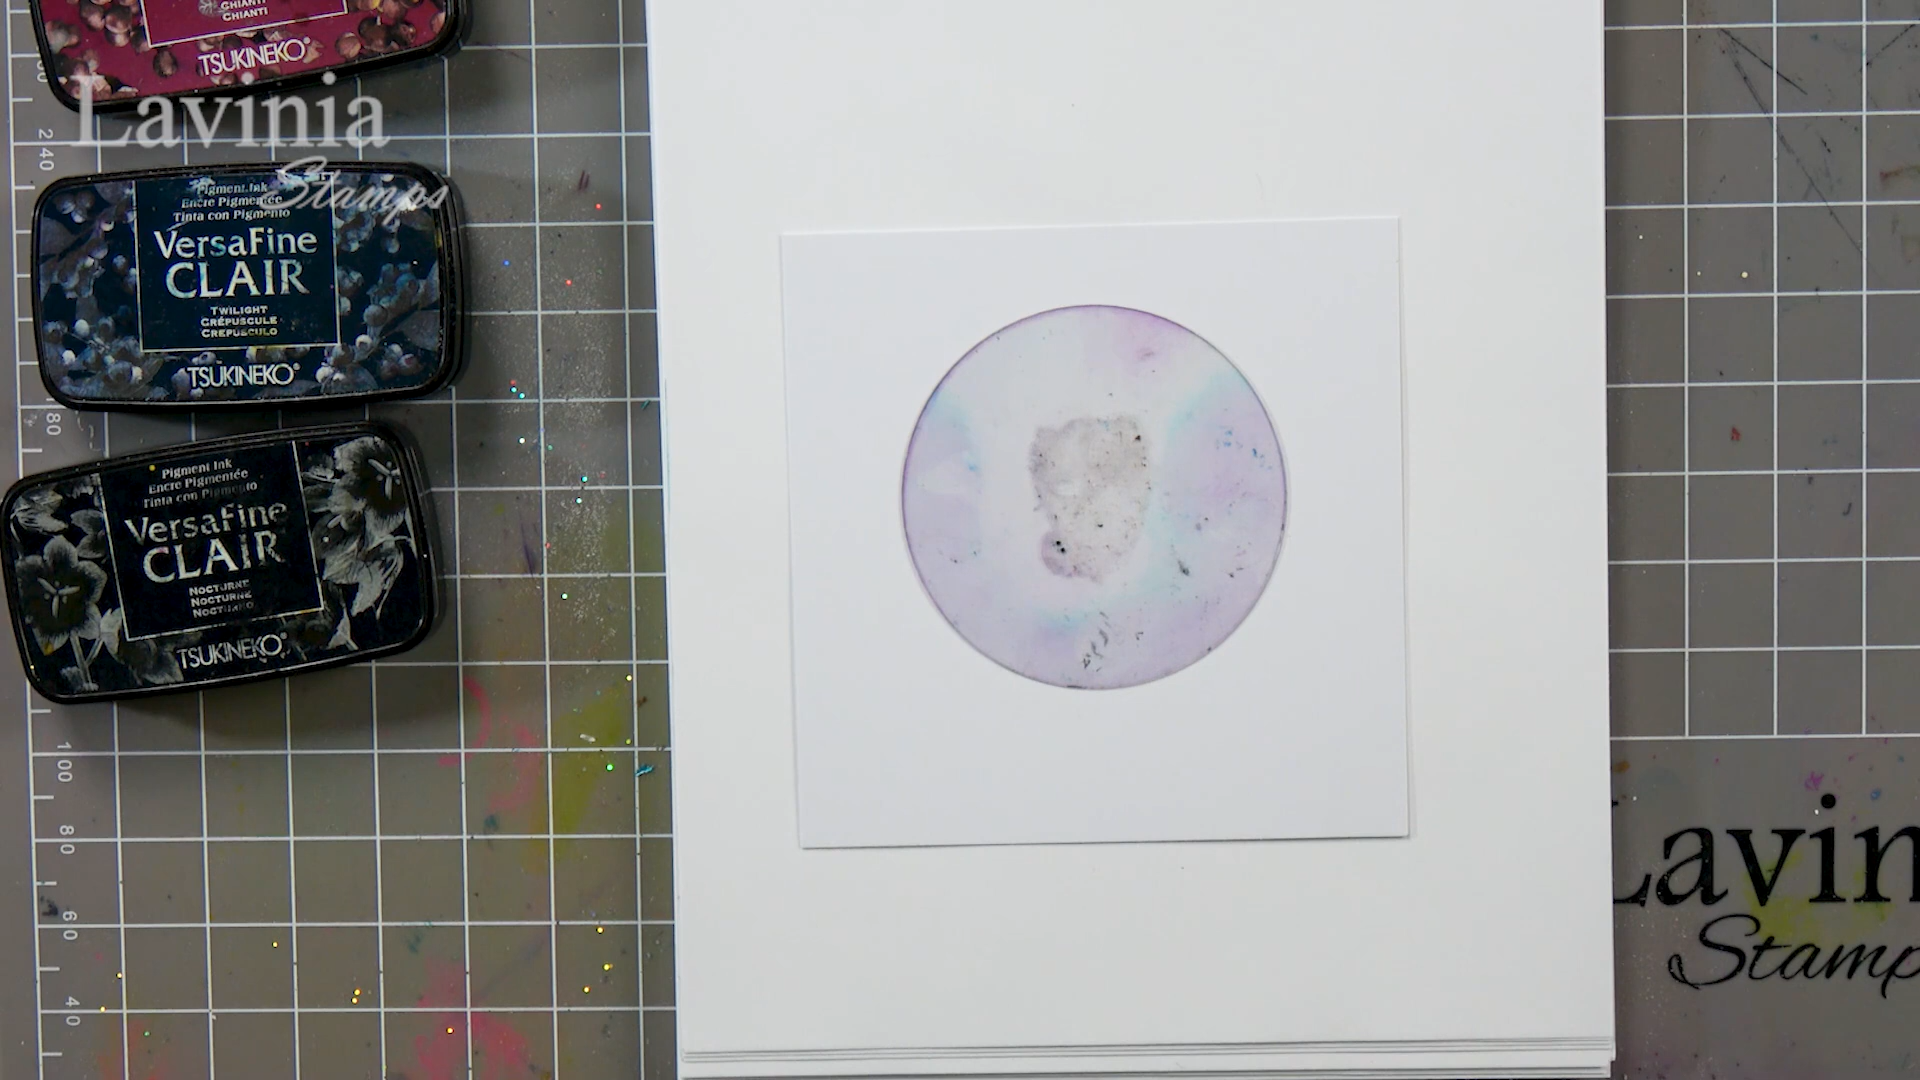 CHIANTI
CHIANTI
TSUKINEKO®
Lavinia
Stamps
Pigment Ink
Encre Pigmentée
Tinta con Pigmento
VersaFine
CLAIR
TWILIGHT
CRÉPUSCULE
CREPÚSCULO
TSUKINEKO®
Pigment Ink
Encre Pigmentée
Tinta con Pigmento
VersaFine
CLAIR
NOCTURNE
NOCTURNE
NOCTURNO
TSUKINEKO®
240
80
100
80
60
40
Lavin
Stamp